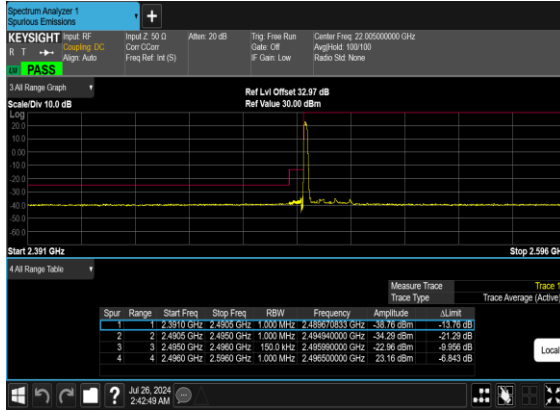 Spectrum Analyzer 1
Spurious Emissions
KEYSIGHT Input: RF Input Z: 50 Ω Atten: 20 dB Trig: Free Run Center Freq: 22.005000000 GHz
R T Coupling: DC Corr CCorr Gate: Off Avg|Hold: 100/100
Align: Auto Freq Ref: Int (S) IF Gain: Low Radio Std: None
PASS
3 All Range Graph
Ref Lvl Offset 32.97 dB
Scale/Div 10.0 dB Ref Value 30.00 dBm
Log
20.0
10.0
0.00
-10.0
-20.0
-30.0
-40.0
-50.0
-60.0
Start 2.391 GHz Stop 2.596 GH
4 All Range Table
Measure Trace Trace 1
Trace Type Trace Average (Active)
Spur Range Start Freq Stop Freq RBW Frequency Amplitude ΔLimit
1 1 2.3910 GHz 2.4905 GHz 1.000 MHz 2.489670833 GHz -38.76 dBm -13.76 dB
2 2 2.4905 GHz 2.4950 GHz 1.000 MHz 2.494940000 GHz -34.29 dBm -21.29 dB
3 3 2.4950 GHz 2.4960 GHz 150.0 kHz 2.495990000 GHz -22.96 dBm -9.956 dB
4 4 2.4960 GHz 2.5960 GHz 1.000 MHz 2.496500000 GHz 23.16 dBm -6.843 dB
Local
Jul 26, 2024
2:42:49 AM